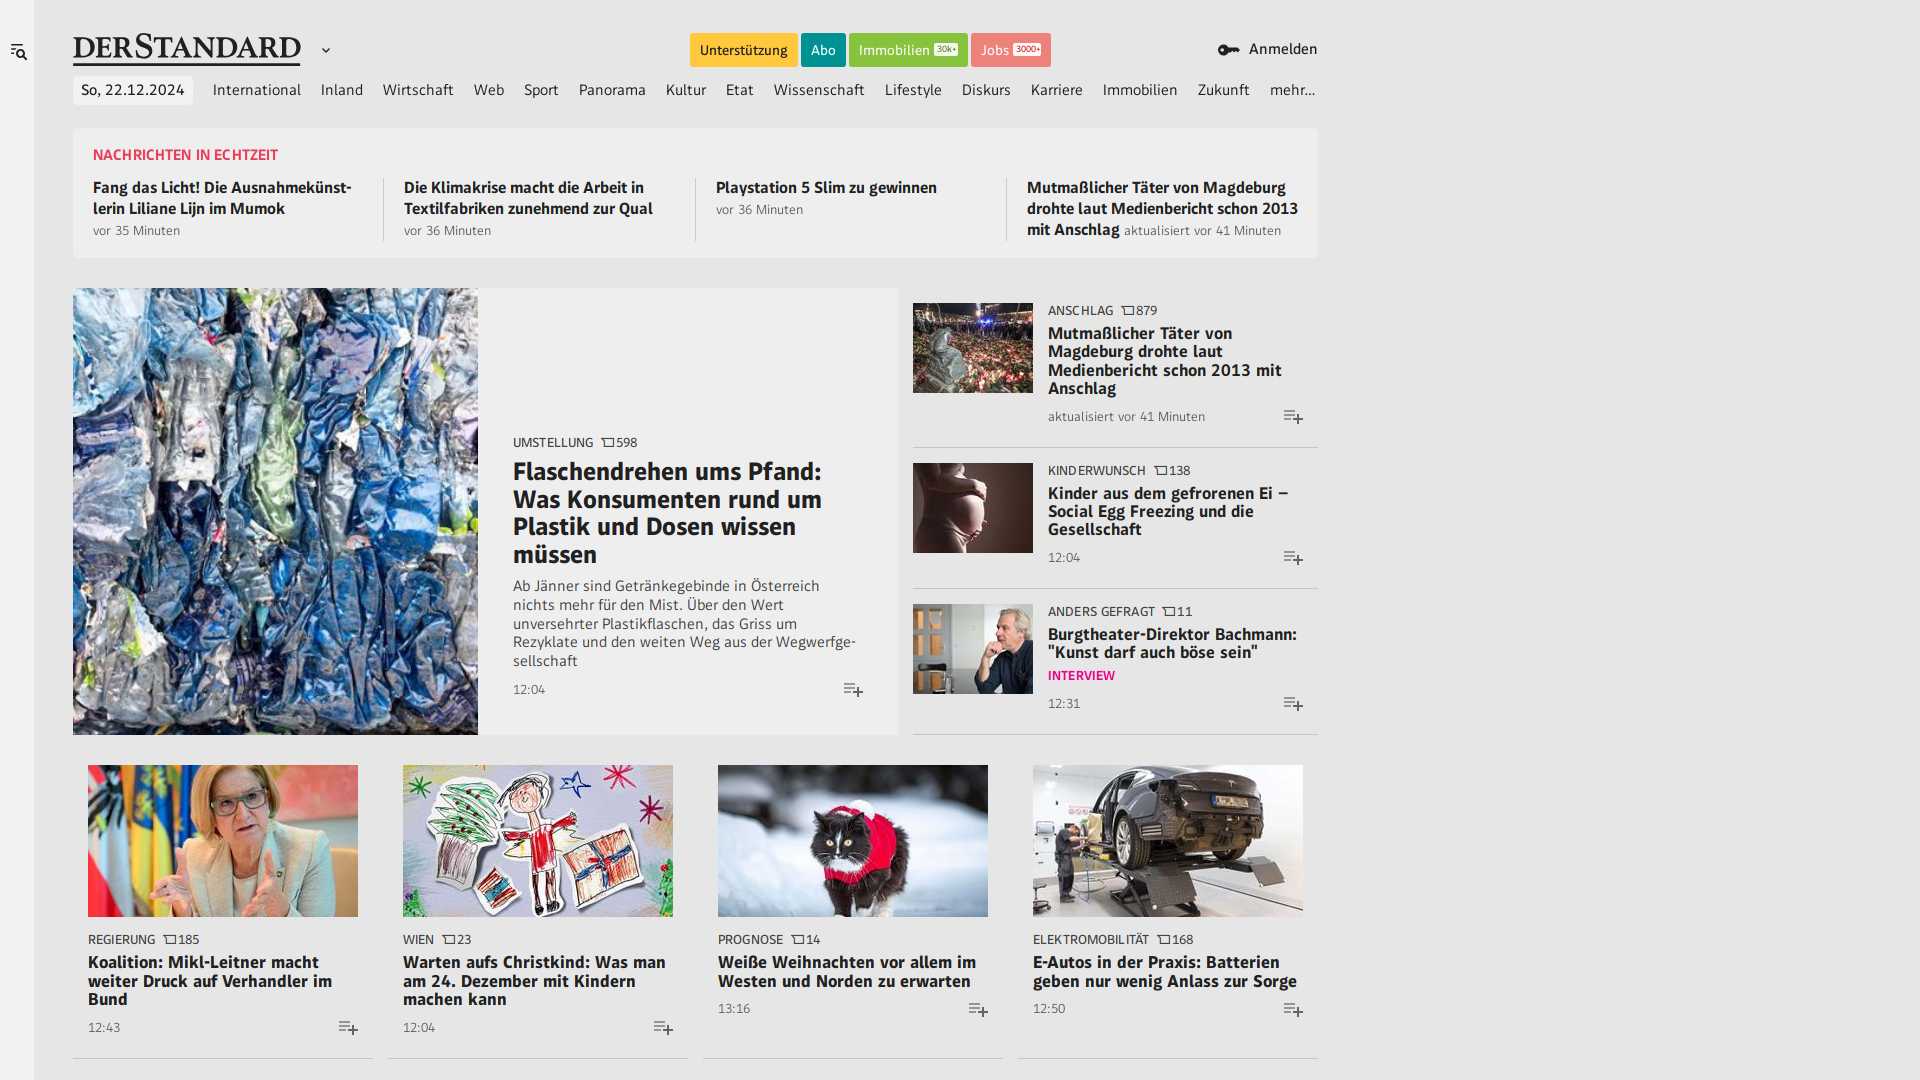 DERSTANDARD
Unterstützung
Abo
Immobilien 30k+
Jobs 3000+
Anmelden
So, 22.12.2024
International
Inland
Wirtschaft
Web
Sport
Panorama
Kultur
Etat
Wissenschaft
Lifestyle
Diskurs
Karriere
Immobilien
Zukunft
mehr…
NACHRICHTEN IN ECHTZEIT
Fang das Licht! Die Ausnahmekünst-
lerin Liliane Lijn im Mumok
vor 35 Minuten
Die Klimakrise macht die Arbeit in
Textilfabriken zunehmend zur Qual
vor 36 Minuten
Playstation 5 Slim zu gewinnen
vor 36 Minuten
Mutmaßlicher Täter von Magdeburg
drohte laut Medienbericht schon 2013
mit Anschlag aktualisiert vor 41 Minuten
UMSTELLUNG 598
Flaschendrehen ums Pfand:
Was Konsumenten rund um
Plastik und Dosen wissen
müssen
Ab Jänner sind Getränkegebinde in Österreich
nichts mehr für den Mist. Über den Wert
unversehrter Plastikflaschen, das Griss um
Rezyklate und den weiten Weg aus der Wegwerfge-
sellschaft
12:04
ANSCHLAG 879
Mutmaßlicher Täter von
Magdeburg drohte laut
Medienbericht schon 2013 mit
Anschlag
aktualisiert vor 41 Minuten
KINDERWUNSCH 138
Kinder aus dem gefrorenen Ei –
Social Egg Freezing und die
Gesellschaft
12:04
ANDERS GEFRAGT 11
Burgtheater-Direktor Bachmann:
"Kunst darf auch böse sein"
INTERVIEW
12:31
REGIERUNG 185
Koalition: Mikl-Leitner macht
weiter Druck auf Verhandler im
Bund
12:43
WIEN 23
Warten aufs Christkind: Was man
am 24. Dezember mit Kindern
machen kann
12:04
PROGNOSE 14
Weiße Weihnachten vor allem im
Westen und Norden zu erwarten
13:16
ELEKTROMOBILITÄT 168
E-Autos in der Praxis: Batterien
geben nur wenig Anlass zur Sorge
12:50